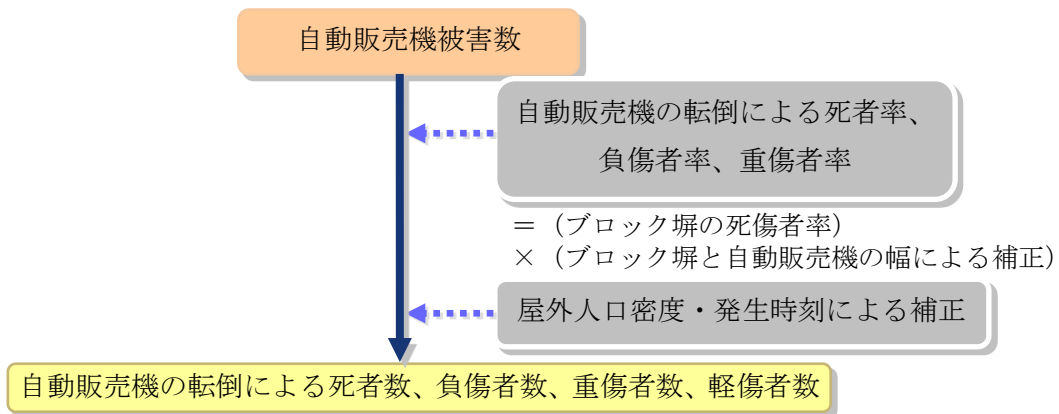 自動販売機被害数
自動販売機の転倒による死者率、
負傷者率、重傷者率
＝（ブロック塀の死傷者率）
×（ブロック塀と自動販売機の幅による補正）
屋外人口密度・発生時刻による補正
自動販売機の転倒による死者数、負傷者数、重傷者数、軽傷者数